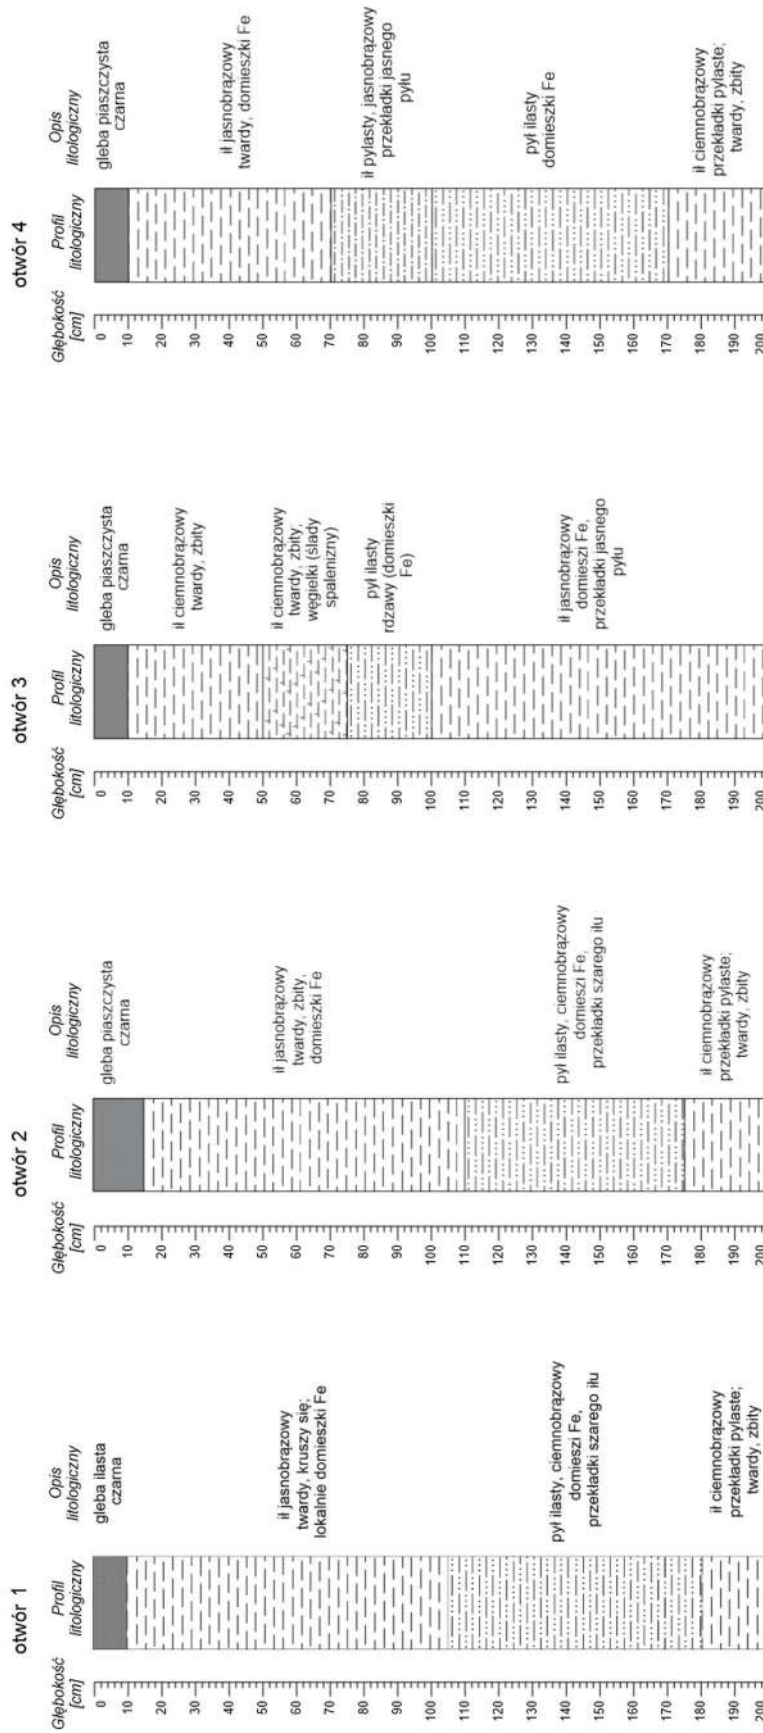 otwór 1
Głębokość
[cm]
Profil
litologiczny
Opis
litologiczny
0
10
20
30
40
50
60
70
80
90
100
110
120
130
140
150
160
170
180
190
200
gleba ilasta
czarna
ił jasnobrązowy
twardy, kruszy się;
lokalnie domieszki Fe
pył ilasty, ciemnobrązowy
domieszi Fe,
przekładki szarego iłu
ił ciemnobrązowy
przekładki pylaste;
twardy, zbity
otwór 2
Głębokość
[cm]
Profil
litologiczny
Opis
litologiczny
0
10
20
30
40
50
60
70
80
90
100
110
120
130
140
150
160
170
180
190
200
gleba piaszczysta
czarna
ił jasnobrązowy
twardy, zbity,
domieszki Fe
pył ilasty, ciemnobrązowy
domieszi Fe,
przekładki szarego iłu
ił ciemnobrązowy
przekładki pylaste;
twardy, zbity
otwór 3
Głębokość
[cm]
Profil
litologiczny
Opis
litologiczny
0
10
20
30
40
50
60
70
80
90
100
110
120
130
140
150
160
170
180
190
200
gleba piaszczysta
czarna
ił ciemnobrązowy
twardy, zbity
ił ciemnobrązowy
twardy, zbity,
węgielki (ślady
spalenizny)
pył ilasty
rdzawy (domieszki
Fe)
ił jasnobrązowy
domieszi Fe,
przekładki jasnego
pyłu
otwór 4
Głębokość
[cm]
Profil
litologiczny
Opis
litologiczny
0
10
20
30
40
50
60
70
80
90
100
110
120
130
140
150
160
170
180
190
200
gleba piaszczysta
czarna
ił jasnobrązowy
twardy, domieszki Fe
ił pylasty, jasnobrązowy
przekładki jasnego
pyłu
pył ilasty
domieszki Fe
ił ciemnobrązowy
przekładki pylaste;
twardy, zbity